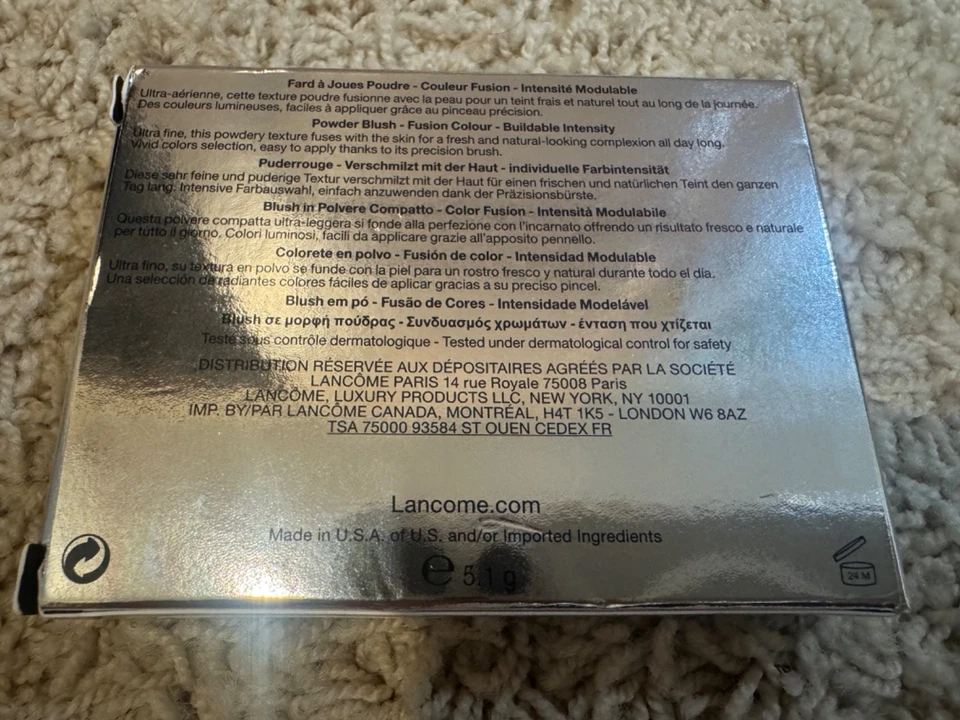 Fard à Joues Poudre - Couleur Fusion - Intensité Modulable
Ultra-aérienne, cette texture poudre fusionne avec la peau pour un teint frais et naturel tout au long de la journée.
Des couleurs lumineuses, faciles à appliquer grâce au pinceau précision.
Powder Blush - Fusion Colour - Buildable Intensity
Ultra fine, this powdery texture fuses with the skin for a fresh and natural-looking complexion all day long.
Vivid colors selection, easy to apply thanks to its precision brush.
Puderrouge - Verschmilzt mit der Haut - individuelle Farbintensität
Diese sehr feine und puderige Textur verschmilzt mit der Haut für einen frischen und natürlichen Teint den ganzen
Tag lang. Intensive Farbauswahl, einfach anzuwenden dank der Präzisionsbürste.
Blush in Polvere Compatto - Color Fusion - Intensità Modulabile
Questa polvere compatta ultra-leggera si fonde alla perfezione con l'incarnato offrendo un risultato fresco e naturale
per tutto il giorno. Colori luminosi, facili da applicare grazie all'apposito pennello.
Colorete en polvo - Fusión de color - Intensidad Modulable
Ultra fino, su textura en polvo se funde con la piel para un rostro fresco y natural durante todo el día.
Una selección de radiantes colores fáciles de aplicar gracias a su preciso pincel.
Blush em pó - Fusão de Cores - Intensidade Modelável
Blush σε μορφή πούδρας - Συνδυασμός χρωμάτων - ένταση που χτίζεται
Testé sous contrôle dermatologique - Tested under dermatological control for safety
DISTRIBUTION RÉSERVÉE AUX DÉPOSITAIRES AGRÉÉS PAR LA SOCIÉTÉ
LANCÔME PARIS 14 rue Royale 75008 Paris
LANCÔME, LUXURY PRODUCTS LLC, NEW YORK, NY 10001
IMP. BY/PAR LANCÔME CANADA, MONTRÉAL, H4T 1K5 - LONDON W6 8AZ
TSA 75000 93584 ST OUEN CEDEX FR
Lancome.com
Made in U.S.A. of U.S. and/or Imported Ingredients
℮ 5.1 g
24 M